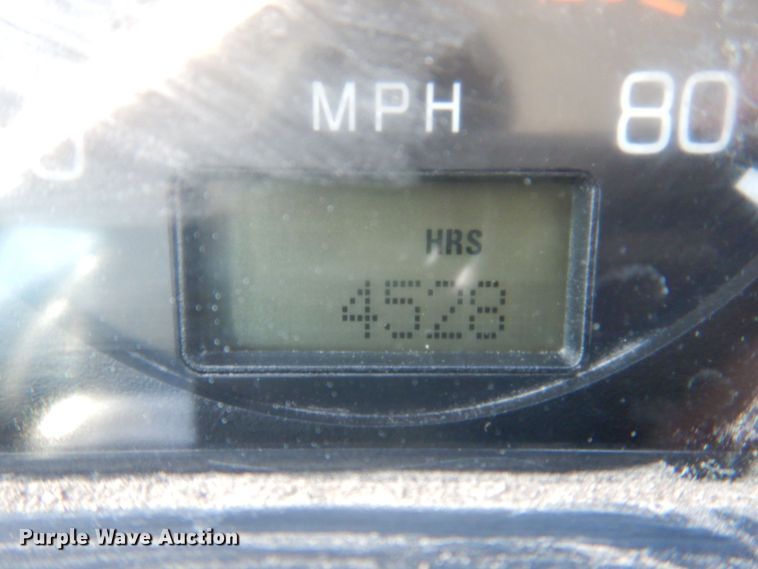 MPH
80
HRS
4528
Purple Wave Auction